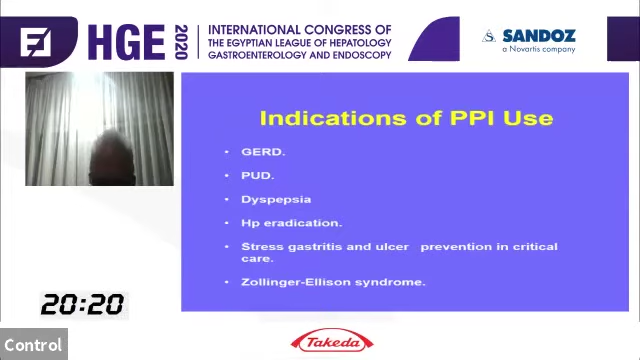 HGE 2020
INTERNATIONAL CONGRESS OF
THE EGYPTIAN LEAGUE OF HEPATOLOGY
GASTROENTEROLOGY AND ENDOSCOPY
SANDOZ
a Novartis company
Indications of PPI Use
• GERD.
• PUD.
• Dyspepsia
• Hp eradication.
• Stress gastritis and ulcer prevention in critical
care.
• Zollinger-Ellison syndrome.
20:20
Control
Takeda